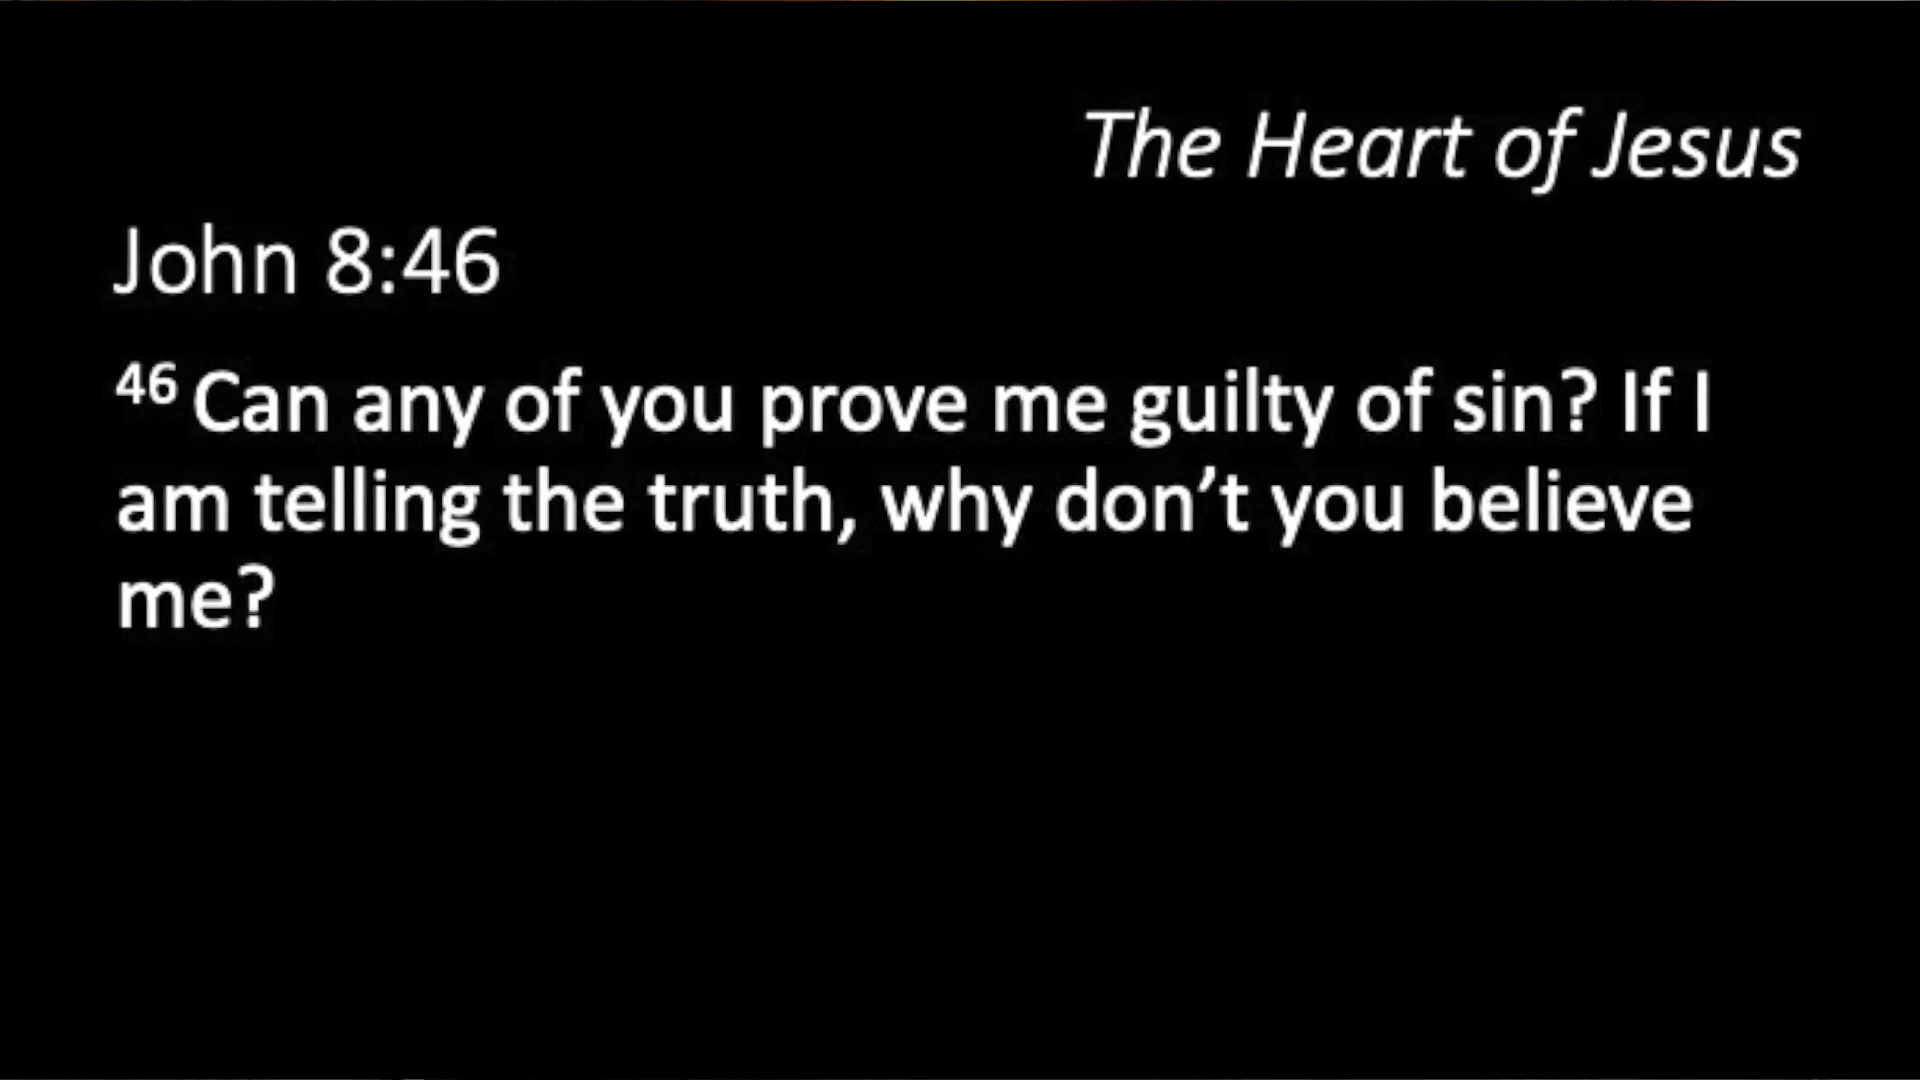 The Heart of Jesus
John 8:46
46 Can any of you prove me guilty of sin? If I
am telling the truth, why don’t you believe
me?